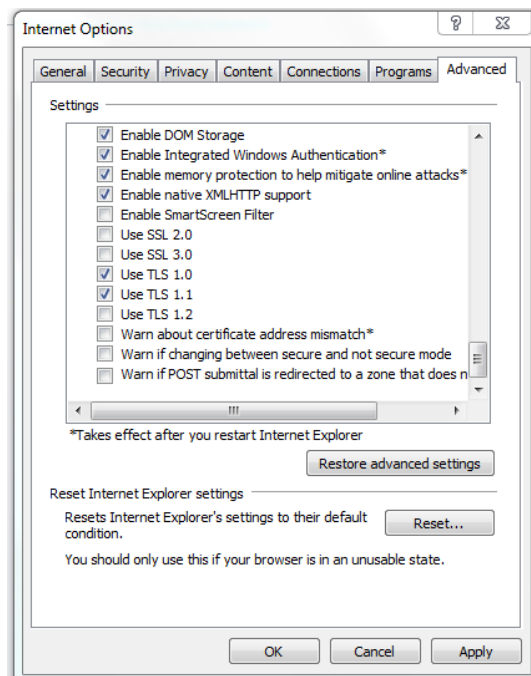 Internet Options
General Security Privacy Content Connections Programs Advanced
Settings
Enable DOM Storage
Enable Integrated Windows Authentication*
Enable memory protection to help mitigate online attacks*
Enable native XMLHTTP support
Enable SmartScreen Filter
Use SSL 2.0
Use SSL 3.0
Use TLS 1.0
Use TLS 1.1
Use TLS 1.2
Warn about certificate address mismatch*
Warn if changing between secure and not secure mode
Warn if POST submittal is redirected to a zone that does n
*Takes effect after you restart Internet Explorer
Restore advanced settings
Reset Internet Explorer settings
Resets Internet Explorer's settings to their default
condition.
Reset...
You should only use this if your browser is in an unusable state.
OK Cancel Apply